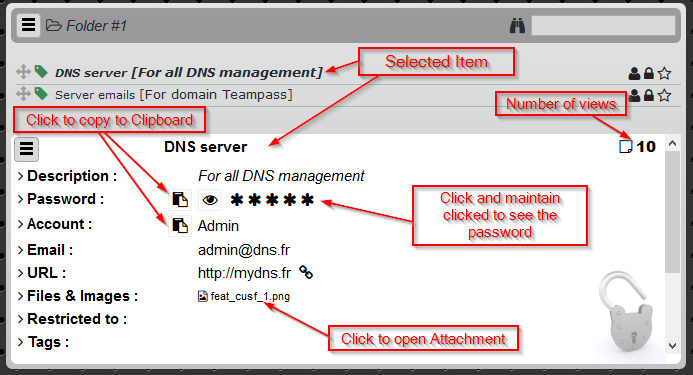 Folder #1
Selected Item
DNS server [For all DNS management]
Server emails [For domain Teampass]
Number of views
Click to copy to Clipboard
DNS server
10
Description :
For all DNS management
Password :
*****
Click and maintain
clicked to see the
password
Account :
Admin
Email :
admin@dns.fr
URL :
http://mydns.fr
Files & Images :
feat_cusf_1.png
Restricted to :
Click to open Attachment
Tags :